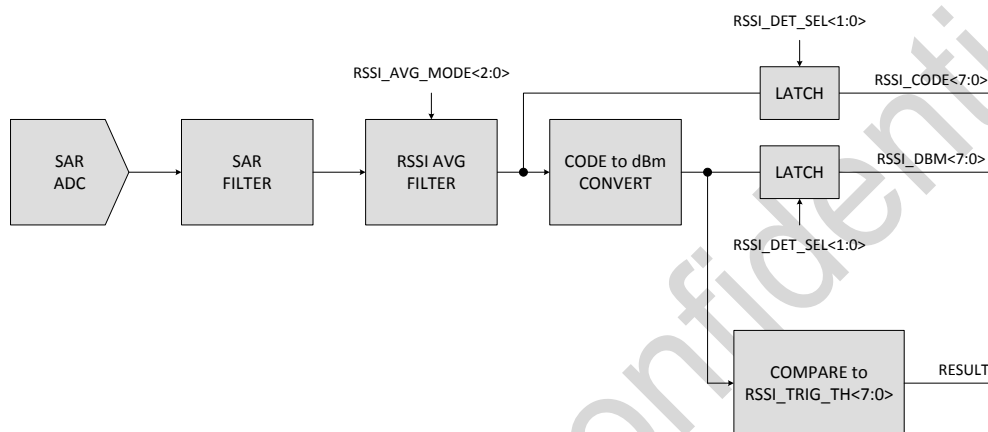 RSSI_DET_SEL<1:0>
RSSI_AVG_MODE<2:0>
LATCH
RSSI_CODE<7:0>
SAR
ADC
SAR
FILTER
RSSI AVG
FILTER
CODE to dBm
CONVERT
LATCH
RSSI_DBM<7:0>
RSSI_DET_SEL<1:0>
COMPARE to
RSSI_TRIG_TH<7:0>
RESULT
onfidenti